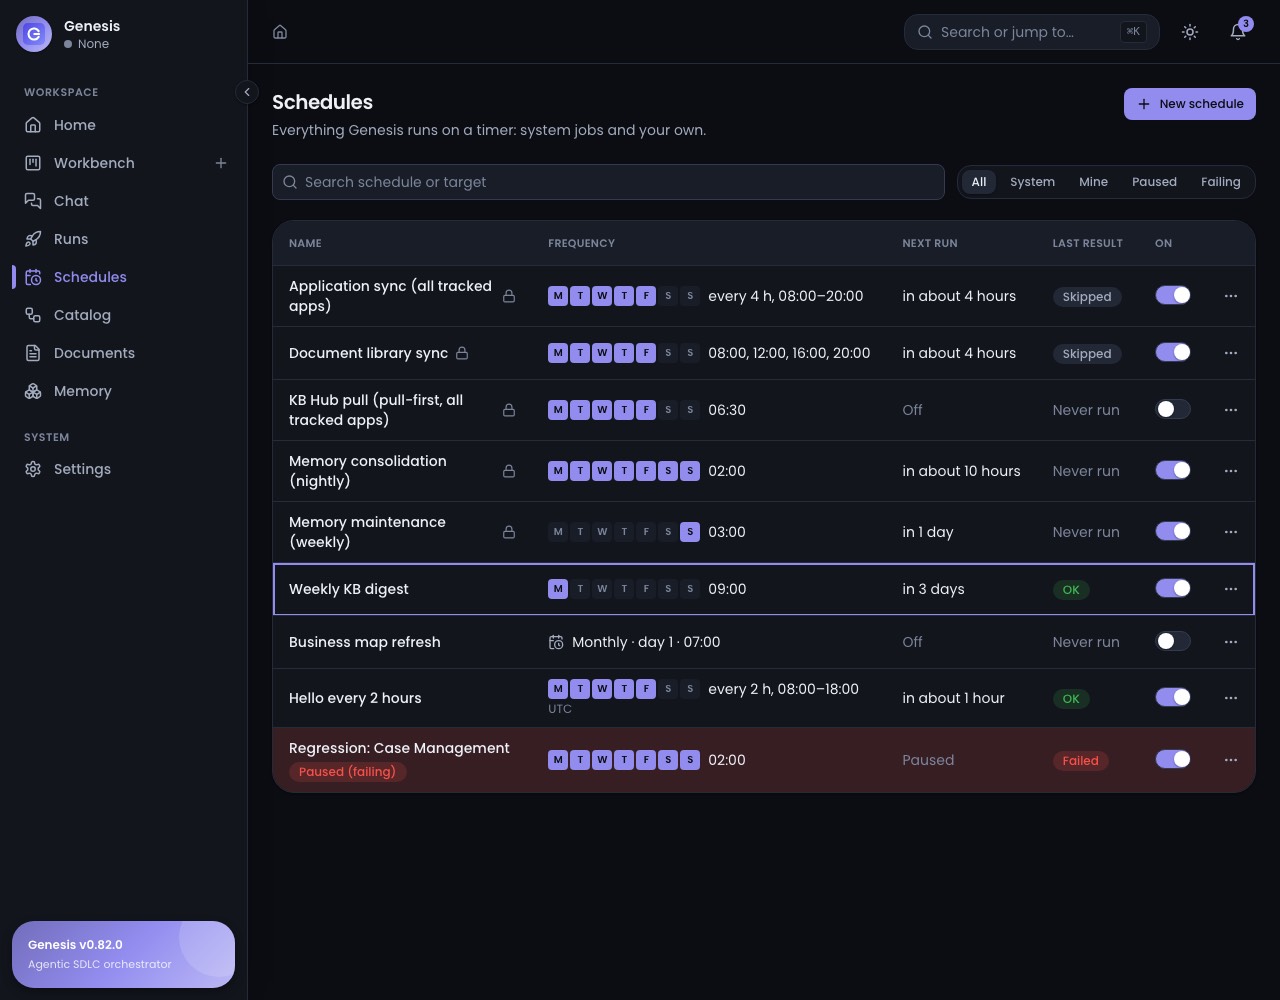 Genesis
None
Search or jump to...
⌘K
3
WORKSPACE
Home
Workbench
Chat
Runs
Schedules
Catalog
Documents
Memory
SYSTEM
Settings
Genesis v0.82.0
Agentic SDLC orchestrator
Schedules
New schedule
Everything Genesis runs on a timer: system jobs and your own.
Search schedule or target
All System Mine Paused Failing
NAME FREQUENCY NEXT RUN LAST RESULT ON
Application sync (all tracked
apps)
M T W T F S S every 4 h, 08:00–20:00 in about 4 hours Skipped
Document library sync M T W T F S S 08:00, 12:00, 16:00, 20:00 in about 4 hours Skipped
KB Hub pull (pull-first, all
tracked apps)
M T W T F S S 06:30 Off Never run
Memory consolidation
(nightly)
M T W T F S S 02:00 in about 10 hours Never run
Memory maintenance
(weekly)
M T W T F S S 03:00 in 1 day Never run
Weekly KB digest M T W T F S S 09:00 in 3 days OK
Business map refresh Monthly · day 1 · 07:00 Off Never run
Hello every 2 hours M T W T F S S every 2 h, 08:00–18:00 in about 1 hour OK
UTC
Regression: Case Management
Paused (failing)
M T W T F S S 02:00 Paused Failed